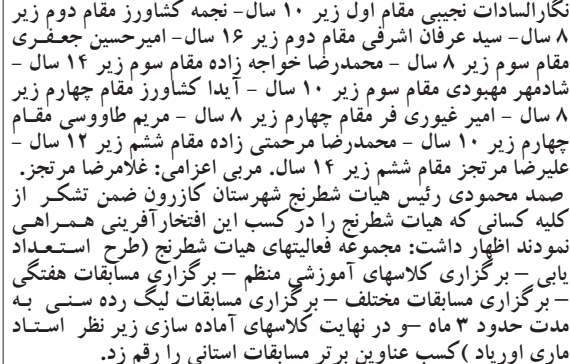 نگارالسادات نجیبی مقام اول زیر ۱۰ سال- نجمه کشاورز مقام دوم زیر
۸ سال- سید عرفان اشرفی مقام دوم زیر ۱۶ سال- امیرحسین جعفری
مقام سوم زیر ۸ سال - محمدرضا خواجه زاده مقام سوم زیر ۱۴ سال -
شادمهر مهبودی مقام سوم زیر ۱۰ سال - آیدا کشاورز مقام چهارم زیر
۸ سال - امیر غیوری فر مقام چهارم زیر ۸ سال - مریم طاووسی مقام
چهارم زیر ۱۰ سال - محمدرضا مرحمتی زاده مقام ششم زیر ۱۲ سال -
علیرضا مرتجز مقام ششم زیر ۱۴ سال. مربی اعزامی: غلامرضا مرتجز.
صمد محمودی رئیس هیات شطرنج شهرستان کازرون ضمن تشکر از
کلیه کسانی که هیات شطرنج را در کسب این افتخارآفرینی همراهی
نمودند اظهار داشت: مجموعه فعالیتهای هیات شطرنج (طرح استعداد
یابی – برگزاری کلاسهای آموزشی منظم – برگزاری مسابقات هفتگی
– برگزاری مسابقات مختلف – برگزاری مسابقات لیگ رده سنی به
مدت حدود ۳ ماه –و در نهایت کلاسهای آماده سازی زیر نظر استاد
ماری اوریاد )کسب عناوین برتر مسابقات استانی را رقم زد.